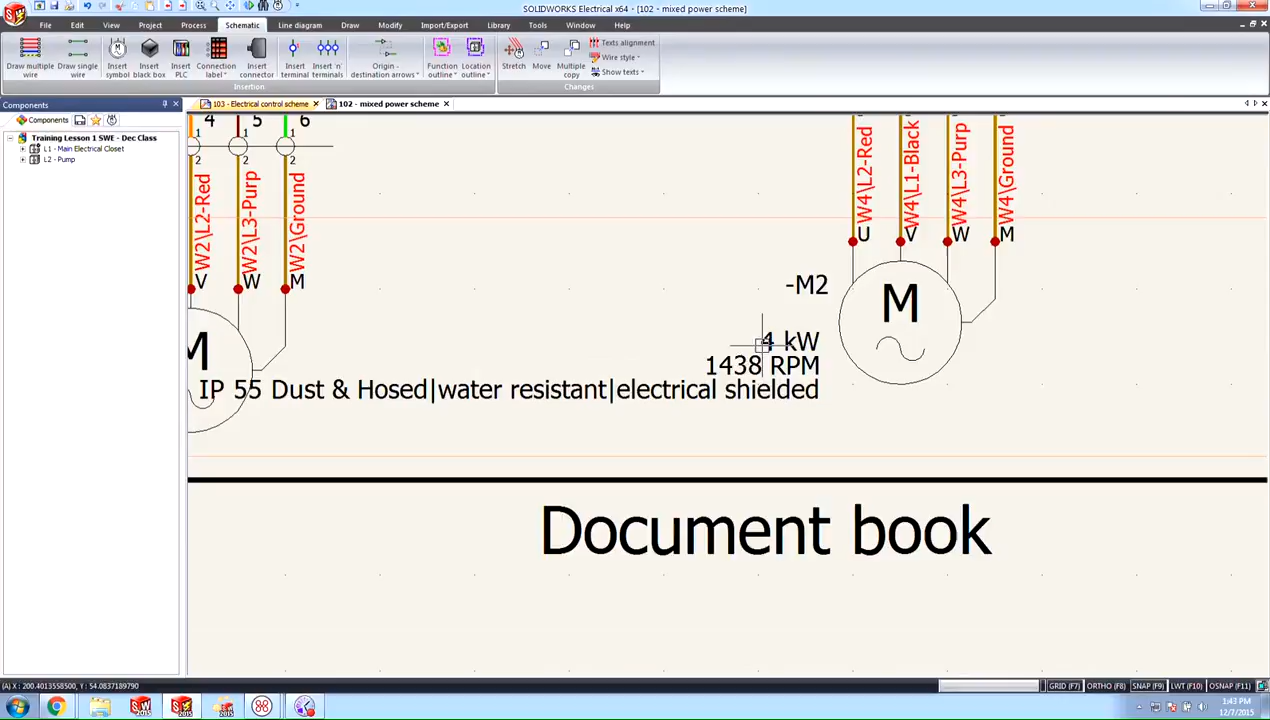 SOLIDWORKS Electrical x64 - [102 - mixed power scheme]
File Edit View Project Process Schematic Line diagram Draw Modify Import/Export Library Tools Window Help
Draw multiple wire
Draw single wire
Insert symbol
Insert black box
Insert PLC
Connection label
Insert connector
Insert terminal
Insert 'n' terminals
Origin - destination arrows
Function outline
Location outline
Stretch
Move
Multiple copy
Texts alignment
Wire style
Show texts
Insertion
Changes
Components
103 - Electrical control scheme
102 - mixed power scheme
Components
Training Lesson 1 SWE - Dec Class
L1 - Main Electrical Closet
L2 - Pump
4 5 6
1 1 1
2 2 2
W2\L2-Red
W2\L3-Purp
W2\Ground
V W M
M
W4\L2-Red
W4\L1-Black
W4\L3-Purp
W4\Ground
U V W M
-M2
M
4 kW
1438 RPM
IP 55 Dust & Hosed|water resistant|electrical shielded
Document book
(A) X : 200.4013558500, Y : 54.0837189790
GRID (F7) ORTHO (F8) SNAP (F9) LWT (F10) OSNAP (F11)
1:43 PM
12/7/2015